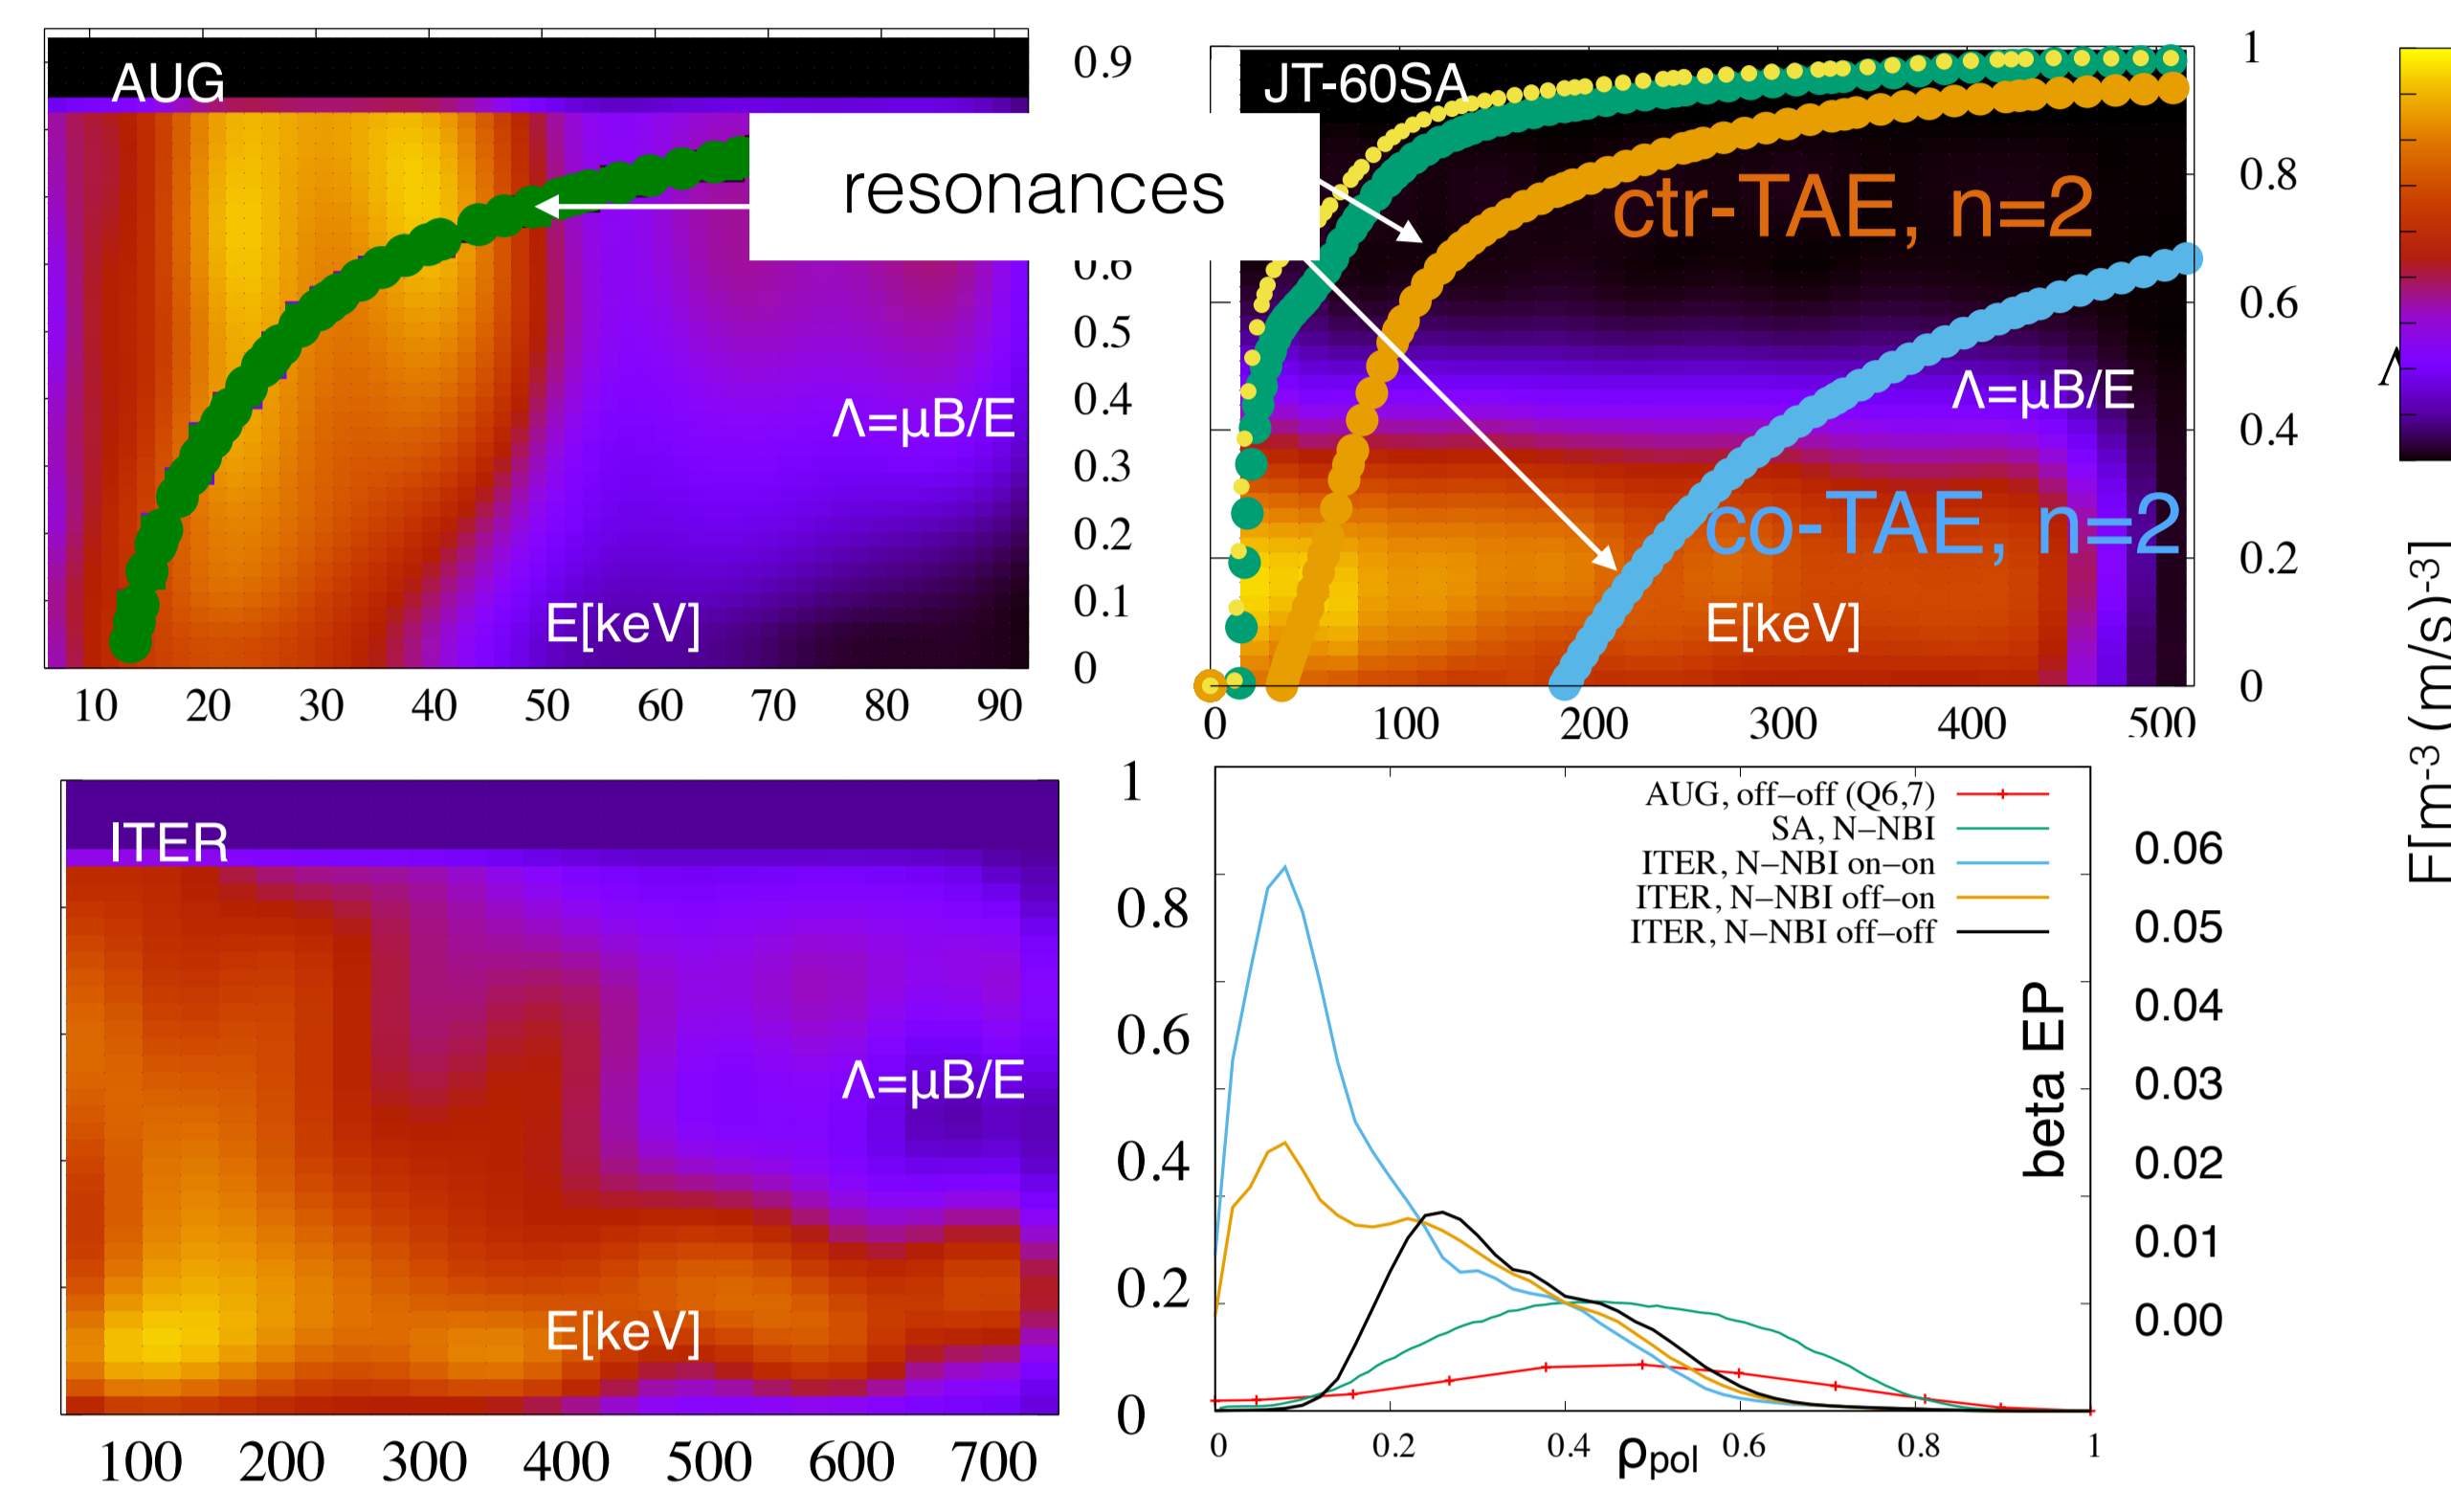 AUG
0.9
0.6
0.5
0.4
0.3
0.2
0.1
0
Λ=μB/E
E[keV]
10 20 30 40 50 60 70 80 90
resonances
JT-60SA
ctr-TAE, n=2
Λ=μB/E
co-TAE, n=2
E[keV]
1
0.8
0.6
0.4
0.2
0
0 100 200 300 400 500
F[m-3 (m/s)-3]
ITER
Λ=μB/E
E[keV]
1
0.8
0.6
0.4
0.2
0
100 200 300 400 500 600 700
AUG, off–off (Q6,7)
SA, N–NBI
ITER, N–NBI on–on
ITER, N–NBI off–on
ITER, N–NBI off–off
beta EP
0.06
0.05
0.04
0.03
0.02
0.01
0.00
0 0.2 0.4 0.6 0.8 1
ρpol